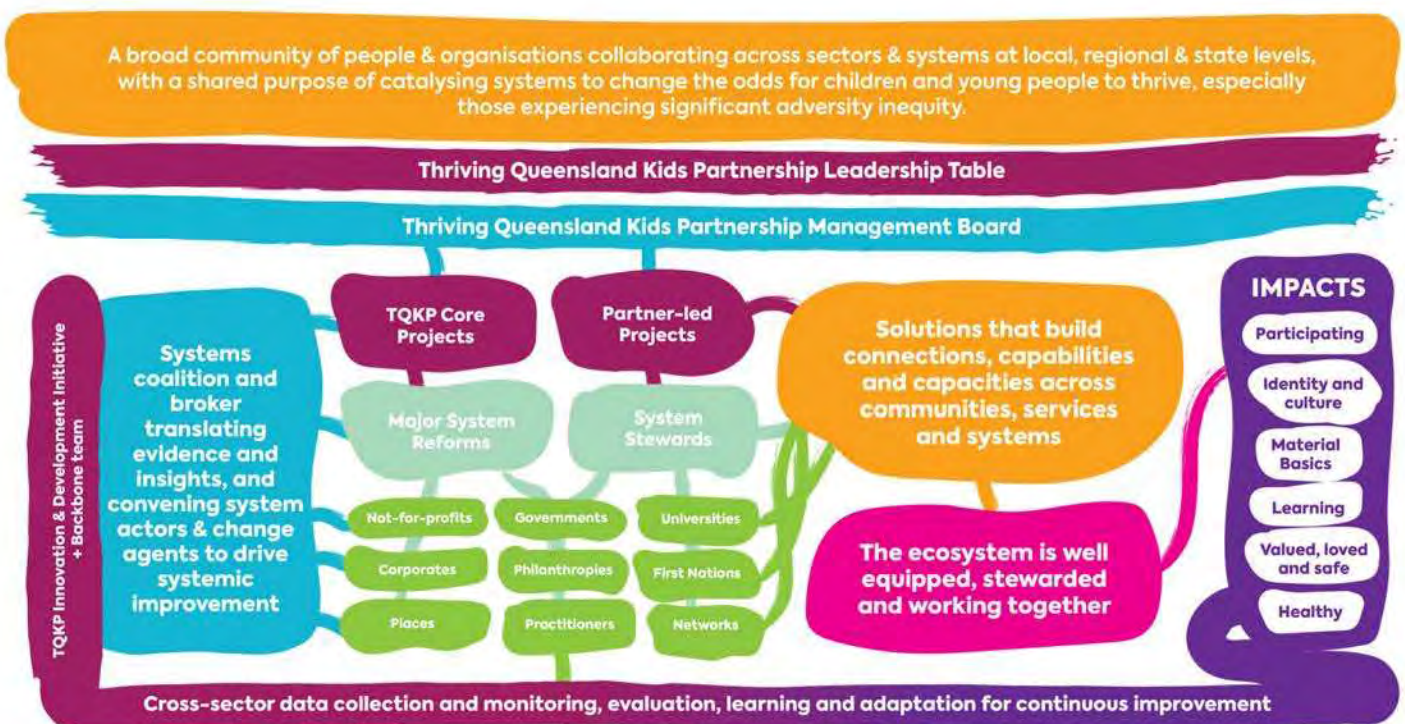 A broad community of people & organisations collaborating across sectors & systems at local, regional & state levels,
with a shared purpose of catalysing systems to change the odds for children and young people to thrive, especially
those experiencing significant adversity inequity.
Thriving Queensland Kids Partnership Leadership Table
Thriving Queensland Kids Partnership Management Board
TQKP Innovation & Development Initiative
+ Backbone team
Systems
coalition and
broker
translating
evidence and
insights, and
convening system
actors & change
agents to drive
systemic
improvement
TQKP Core
Projects
Partner-led
Projects
Major System
Reforms
System
Stewards
Not-for-profits
Governments
Universities
Corporates
Philanthropies
First Nations
Places
Practitioners
Networks
Solutions that build
connections, capabilities
and capacities across
communities, services
and systems
The ecosystem is well
equipped, stewarded
and working together
IMPACTS
Participating
Identity and
culture
Material
Basics
Learning
Valued, loved
and safe
Healthy
Cross-sector data collection and monitoring, evaluation, learning and adaptation for continuous improvement